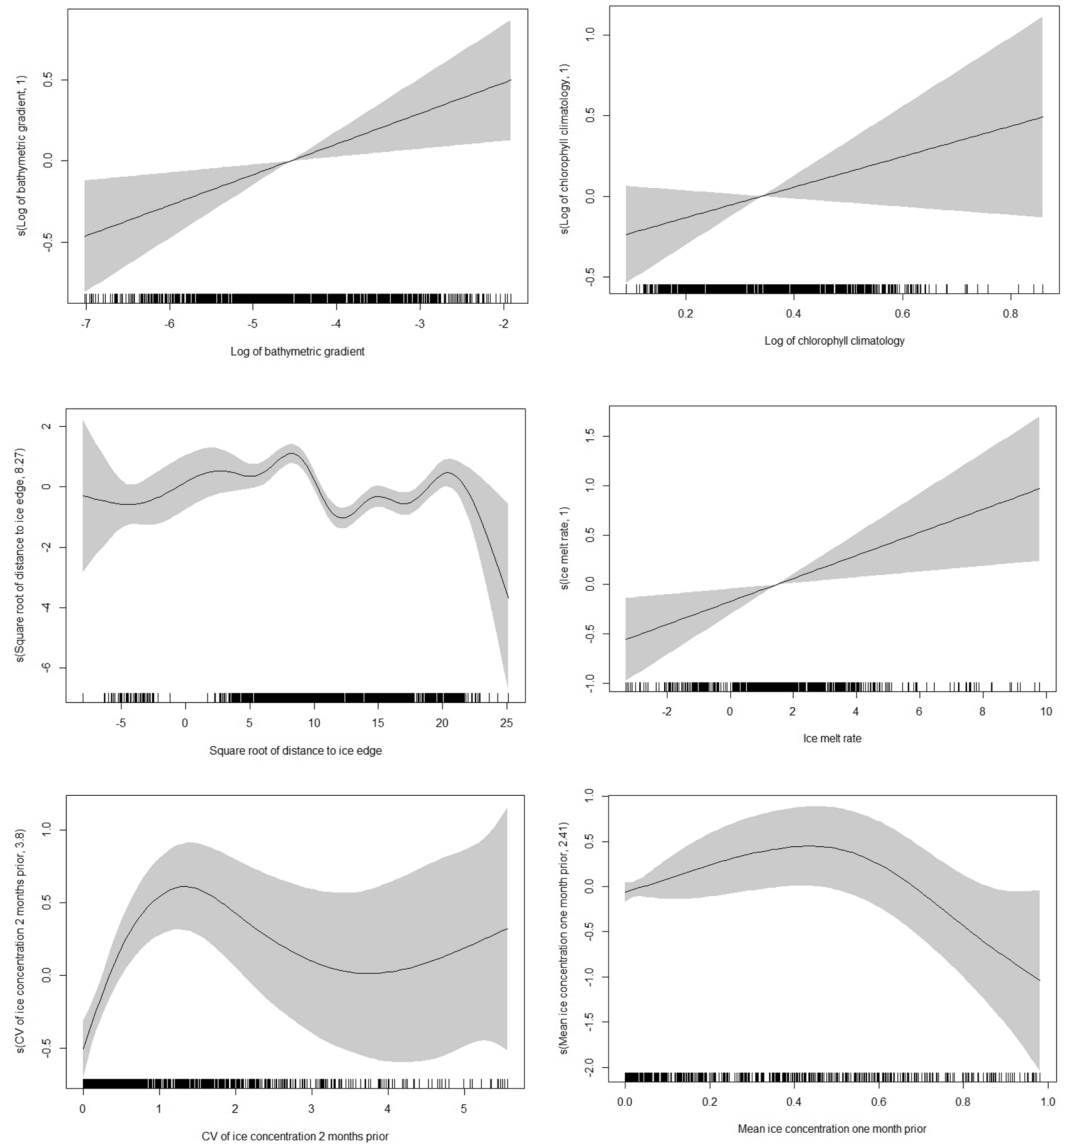 s(Log of bathymetric gradient, 1)
0.5
0.0
-0.5
-7 -6 -5 -4 -3 -2
Log of bathymetric gradient
s(Log of chlorophyll climatology, 1)
1.0
0.5
0.0
-0.5
0.2 0.4 0.6 0.8
Log of chlorophyll climatology
s(Square root of distance to ice edge, 8.27)
2
0
-2
-4
-6
-5 0 5 10 15 20 25
Square root of distance to ice edge
s(Ice melt rate, 1)
1.5
1.0
0.5
0.0
-0.5
-1.0
-2 0 2 4 6 8 10
Ice melt rate
s(CV of ice concentration 2 months prior, 3.8)
1.0
0.5
0.0
-0.5
0 1 2 3 4 5
CV of ice concentration 2 months prior
s(Mean ice concentration one month prior, 2.41)
1.0
0.5
0.0
-0.5
-1.0
-1.5
-2.0
0.0 0.2 0.4 0.6 0.8 1.0
Mean ice concentration one month prior